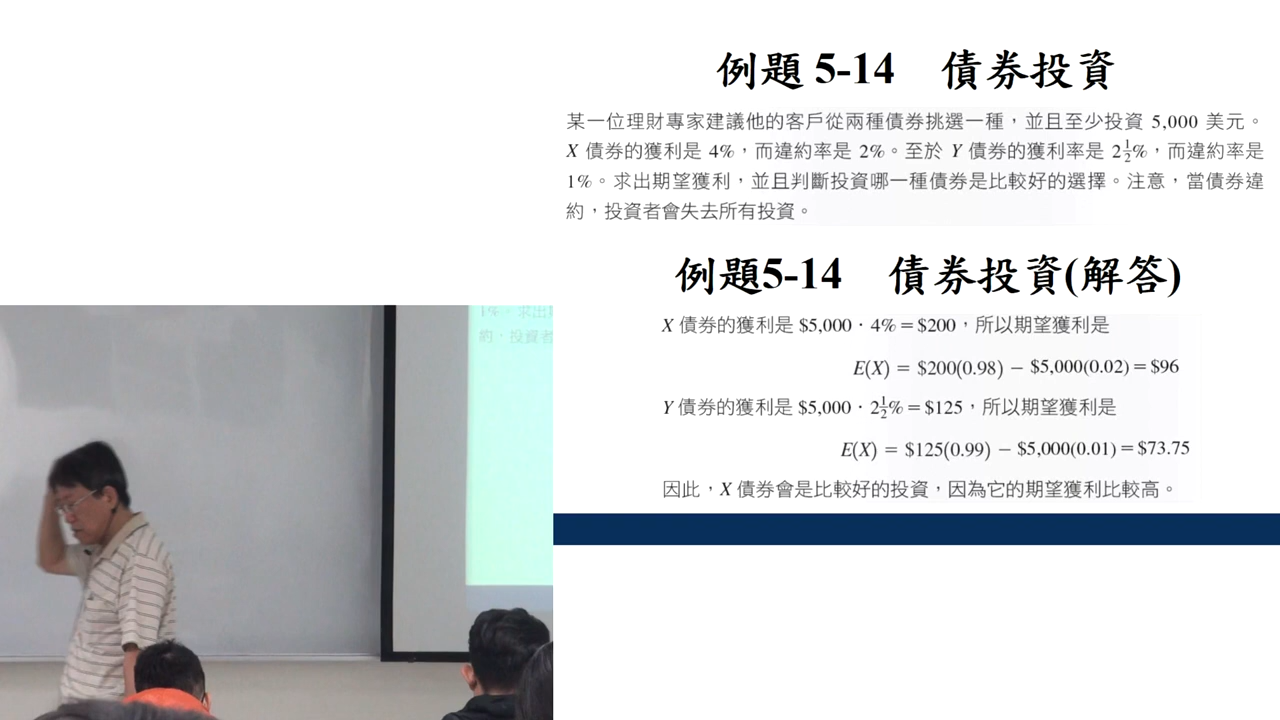 例題 5-14 債券投資
某一位理財專家建議他的客戶從兩種債券挑選一種，並且至少投資 5,000 美元。
X 債券的獲利是 4%，而違約率是 2%。至於 Y 債券的獲利率是 2½%，而違約率是
1%。求出期望獲利，並且判斷投資哪一種債券是比較好的選擇。注意，當債券違
約，投資者會失去所有投資。
例題5-14 債券投資(解答)
X 債券的獲利是 $5,000 · 4% = $200，所以期望獲利是
E(X) = $200(0.98) − $5,000(0.02) = $96
Y 債券的獲利是 $5,000 · 2½% = $125，所以期望獲利是
E(X) = $125(0.99) − $5,000(0.01) = $73.75
因此，X 債券會是比較好的投資，因為它的期望獲利比較高。
1%。求出
約，投資者